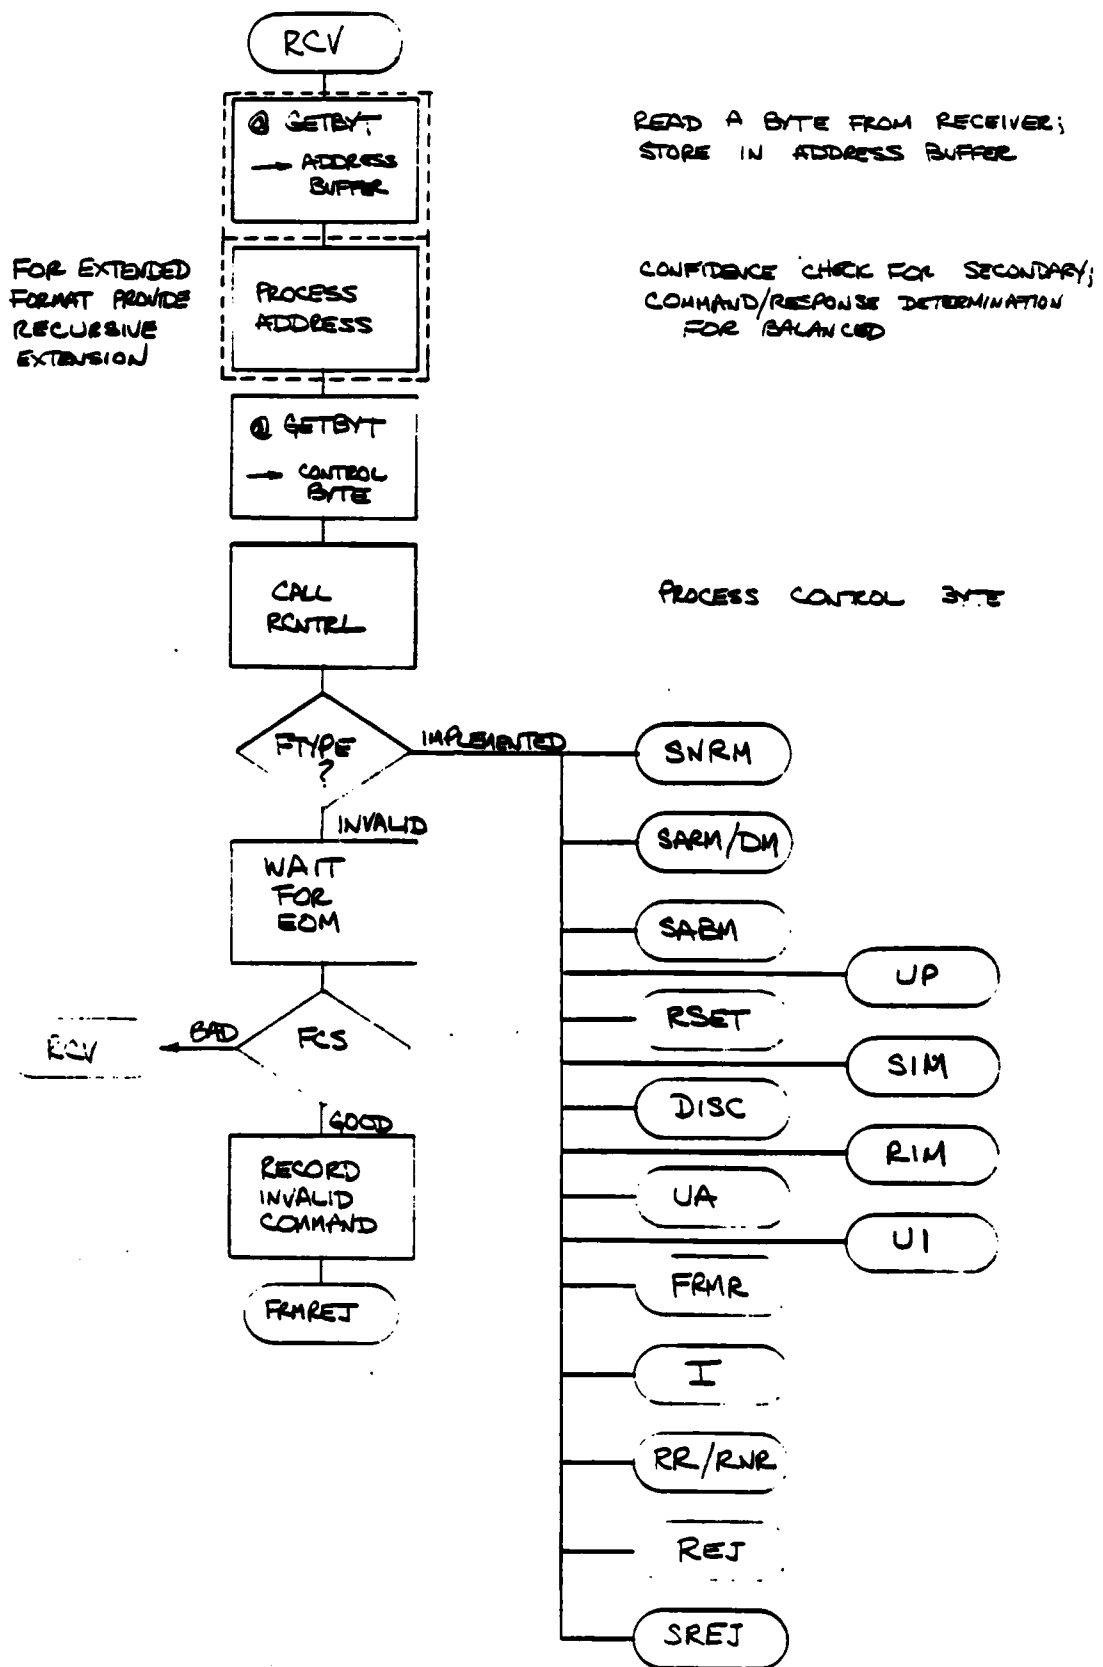 RCV
@ GETBYT
→ ADDRESS
BUFFER
READ A BYTE FROM RECEIVER;
STORE IN ADDRESS BUFFER
FOR EXTENDED
FORMAT PROVIDE
RECURSIVE
EXTENSION
PROCESS
ADDRESS
CONFIDENCE CHECK FOR SECONDARY;
COMMAND/RESPONSE DETERMINATION
FOR BALANCED
@ GETBYT
→ CONTROL
BYTE
CALL
RCNTRL
PROCESS CONTROL BYTE
FTYPE
?
IMPLEMENTED
INVALID
WAIT
FOR
EOM
FCS
BAD
RCV
GOOD
RECORD
INVALID
COMMAND
FRMREJ
SNRM
SARM/DM
SABM
UP
RSET
SIM
DISC
RIM
UA
UI
FRMR
I
RR/RNR
REJ
SREJ